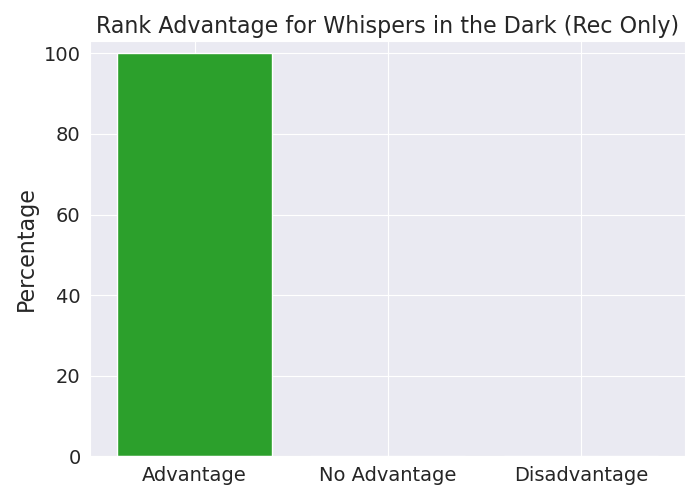 Rank Advantage for Whispers in the Dark (Rec Only)
Percentage
100
80
60
40
20
0
Advantage
No Advantage
Disadvantage